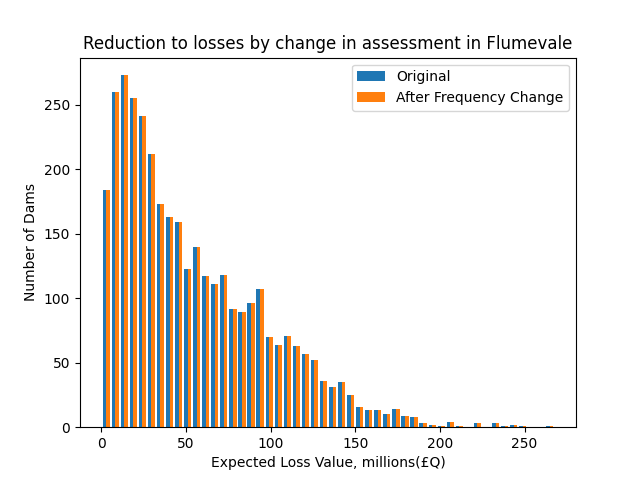 Reduction to losses by change in assessment in Flumevale
Original
After Frequency Change
Number of Dams
250
200
150
100
50
0
0 50 100 150 200 250
Expected Loss Value, millions(£Q)